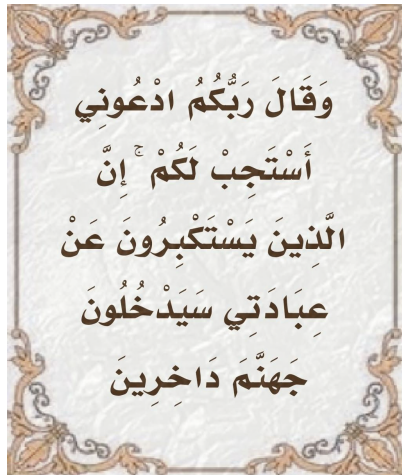 وَقَالَ رَبُّكُمُ ادْعُونِي
أَسْتَجِبْ لَكُمْ ۚ إِنَّ
الَّذِينَ يَسْتَكْبِرُونَ عَنْ
عِبَادَتِي سَيَدْخُلُونَ
جَهَنَّمَ دَاخِرِينَ